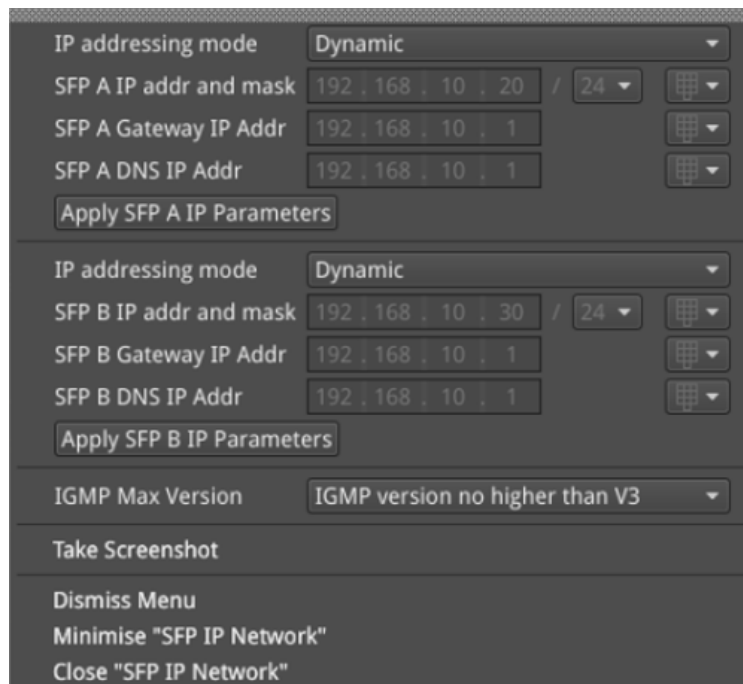 IP addressing mode Dynamic
SFP A IP addr and mask 192 . 168 . 10 . 20 / 24
SFP A Gateway IP Addr 192 . 168 . 10 . 1
SFP A DNS IP Addr 192 . 168 . 10 . 1
Apply SFP A IP Parameters
IP addressing mode Dynamic
SFP B IP addr and mask 192 . 168 . 10 . 30 / 24
SFP B Gateway IP Addr 192 . 168 . 10 . 1
SFP B DNS IP Addr 192 . 168 . 10 . 1
Apply SFP B IP Parameters
IGMP Max Version IGMP version no higher than V3
Take Screenshot
Dismiss Menu
Minimise "SFP IP Network"
Close "SFP IP Network"